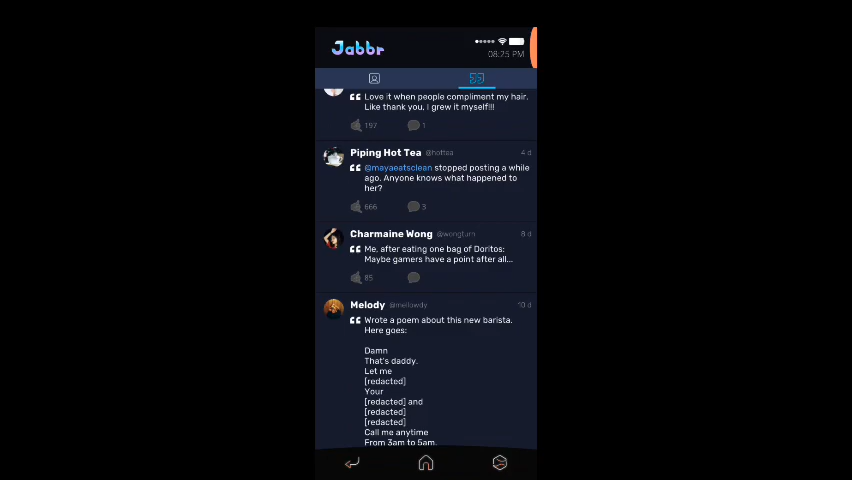 Jabbr
08:25 PM
Love it when people compliment my hair.
Like thank you, I grew it myself!!!
197 1
Piping Hot Tea @hottea 4 d
@mayaeatsclean stopped posting a while
ago. Anyone knows what happened to
her?
666 3
Charmaine Wong @wongturn 8 d
Me, after eating one bag of Doritos:
Maybe gamers have a point after all...
85
Melody @mellowdy 10 d
Wrote a poem about this new barista.
Here goes:
Damn
That's daddy.
Let me
[redacted]
Your
[redacted] and
[redacted]
[redacted]
Call me anytime
From 3am to 5am.